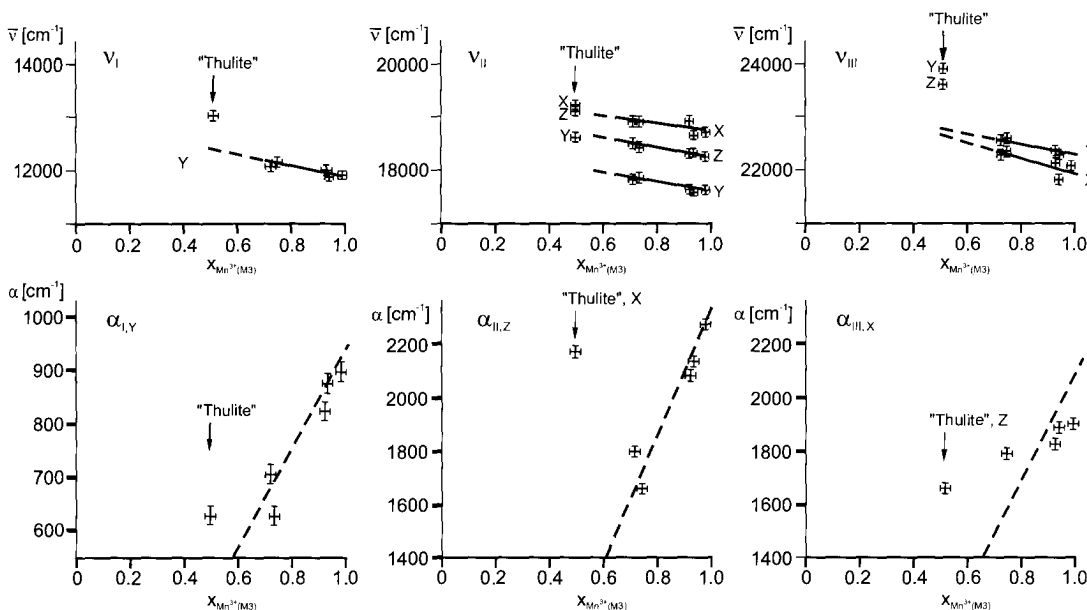 ν̄ [cm⁻¹]
ν_I
"Thulite"
14000
12000
Y
0 0.2 0.4 0.6 0.8 1.0
X_Mn³⁺(M3)
ν̄ [cm⁻¹]
ν_II
"Thulite"
20000
18000
X
Z
Y
X
Z
Y
0 0.2 0.4 0.6 0.8 1.0
X_Mn³⁺(M3)
ν̄ [cm⁻¹]
ν_III
"Thulite"
24000
22000
Y
Z
0 0.2 0.4 0.6 0.8 1.0
X_Mn³⁺(M3)
α [cm⁻¹]
α_I,Y
1000
900
800
700
600
"Thulite"
0 0.2 0.4 0.6 0.8 1.0
X_Mn³⁺(M3)
α [cm⁻¹]
α_II,Z
"Thulite", X
2200
2000
1800
1600
1400
0 0.2 0.4 0.6 0.8 1.0
X_Mn³⁺(M3)
α [cm⁻¹]
α_III,X
2200
2000
1800
1600
1400
"Thulite", Z
0 0.2 0.4 0.6 0.8 1.0
X_Mn³⁺(M3)